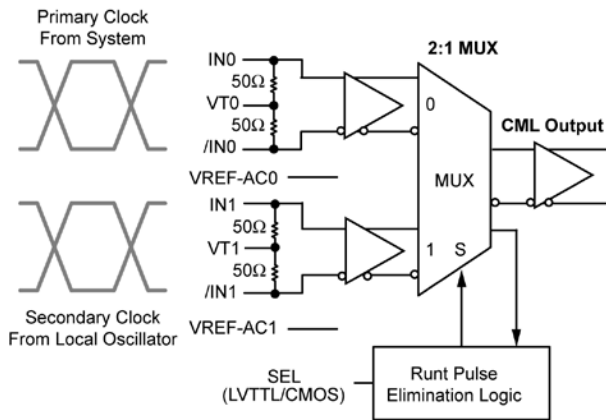 Primary Clock
From System
IN0
50Ω
VT0
50Ω
/IN0
VREF-AC0
IN1
50Ω
VT1
50Ω
/IN1
VREF-AC1
Secondary Clock
From Local Oscillator
2:1 MUX
0
MUX
1
S
CML Output
SEL
(LVTTL/CMOS)
Runt Pulse
Elimination Logic